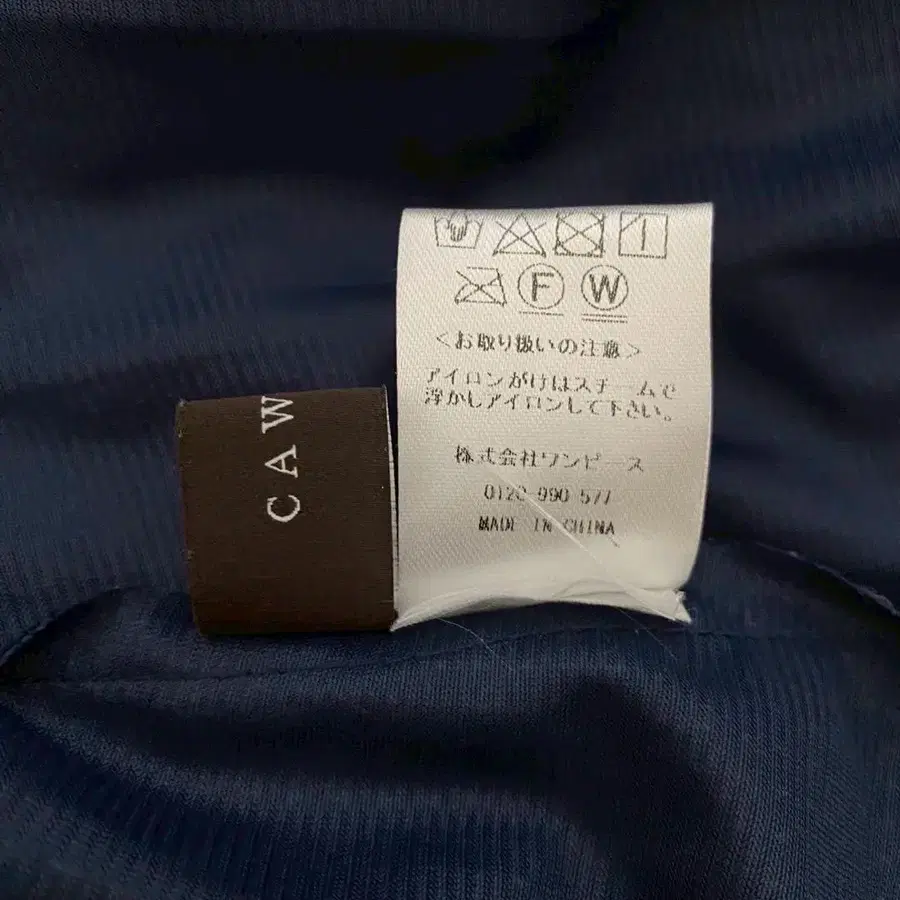 CAW
F W
<お取り扱いの注意>
アイロンがけはスチームで
浮かしアイロンして下さい。
株式会社ワンピース
0120-990-577
MADE IN CHINA